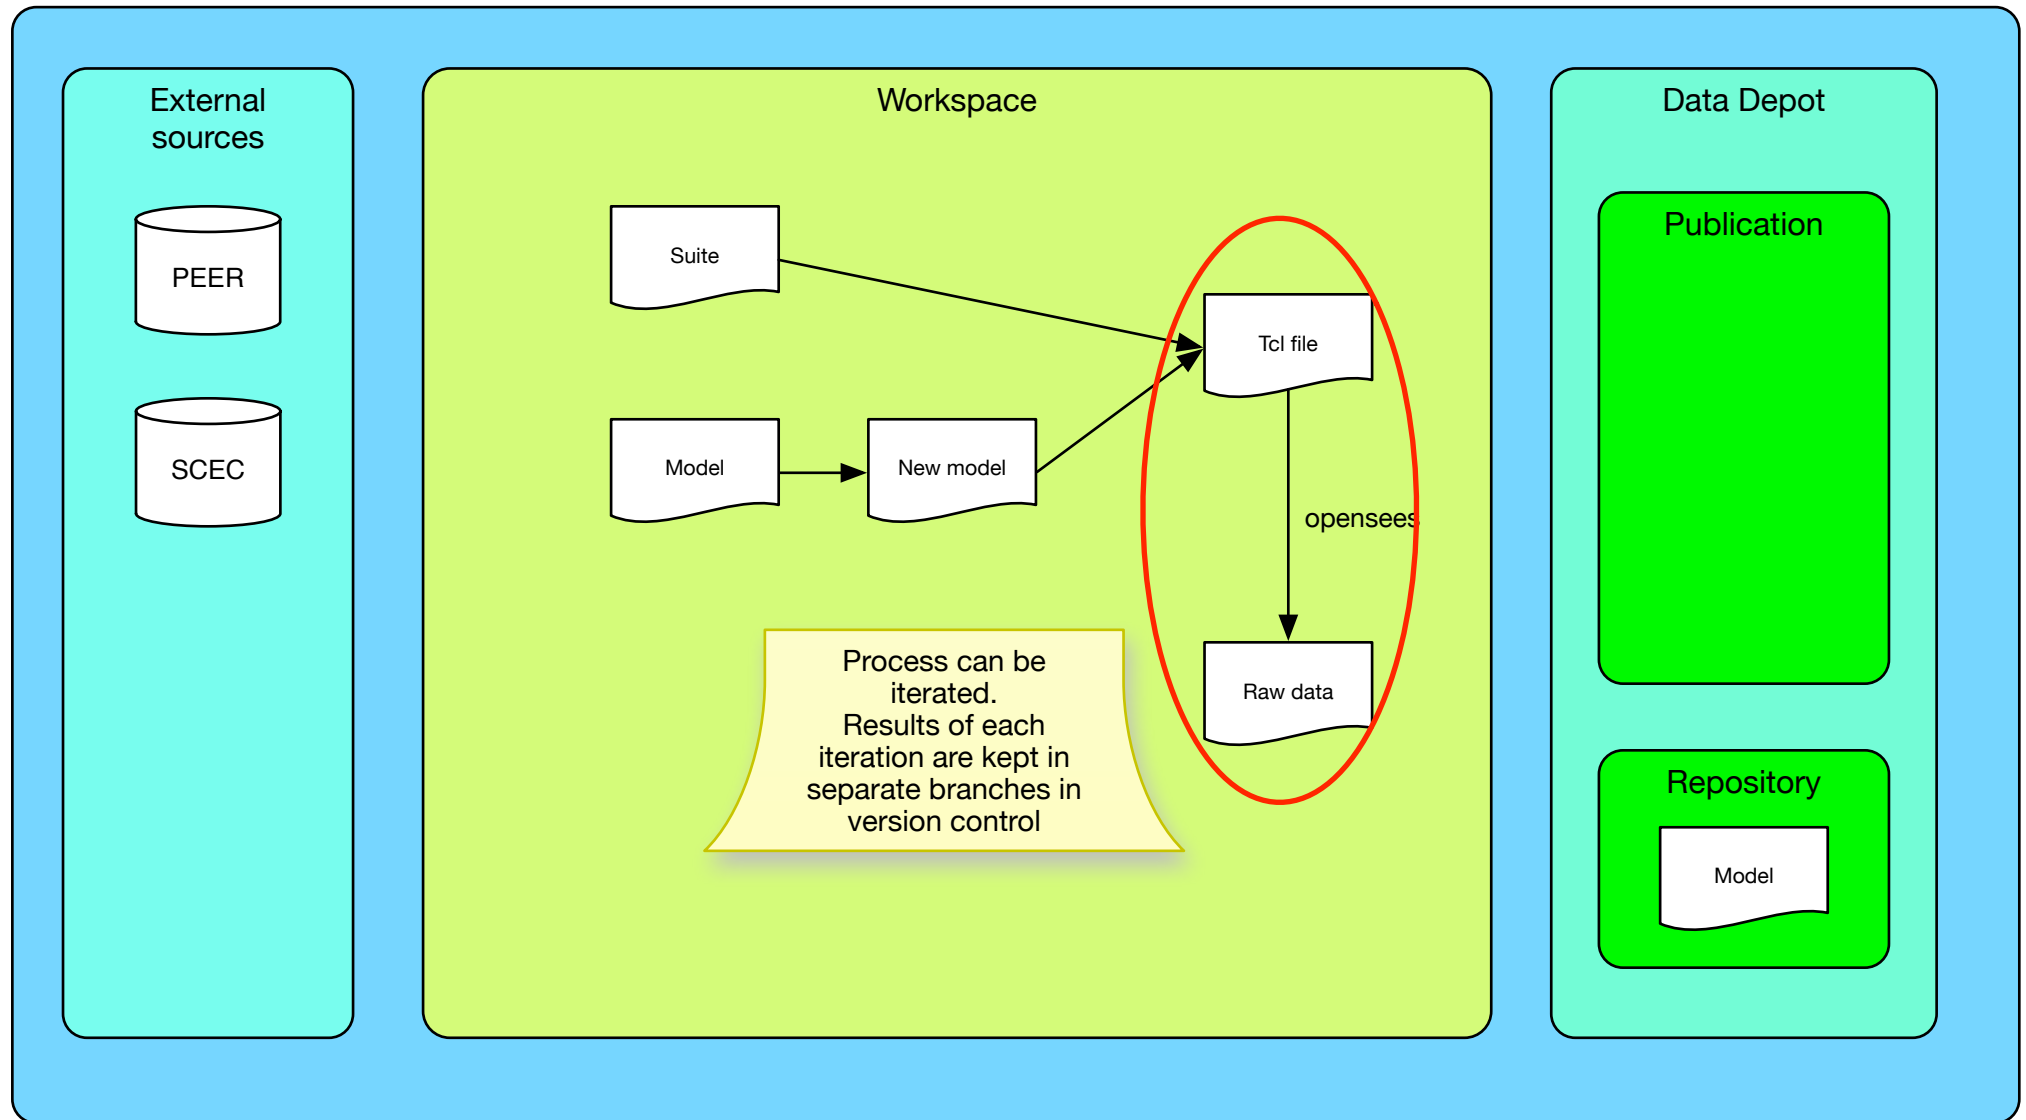 External
sources
PEER
SCEC
Workspace
Suite
Tcl file
Model
New model
opensees
Raw data
Process can be
iterated.
Results of each
iteration are kept in
separate branches in
version control
Data Depot
Publication
Repository
Model